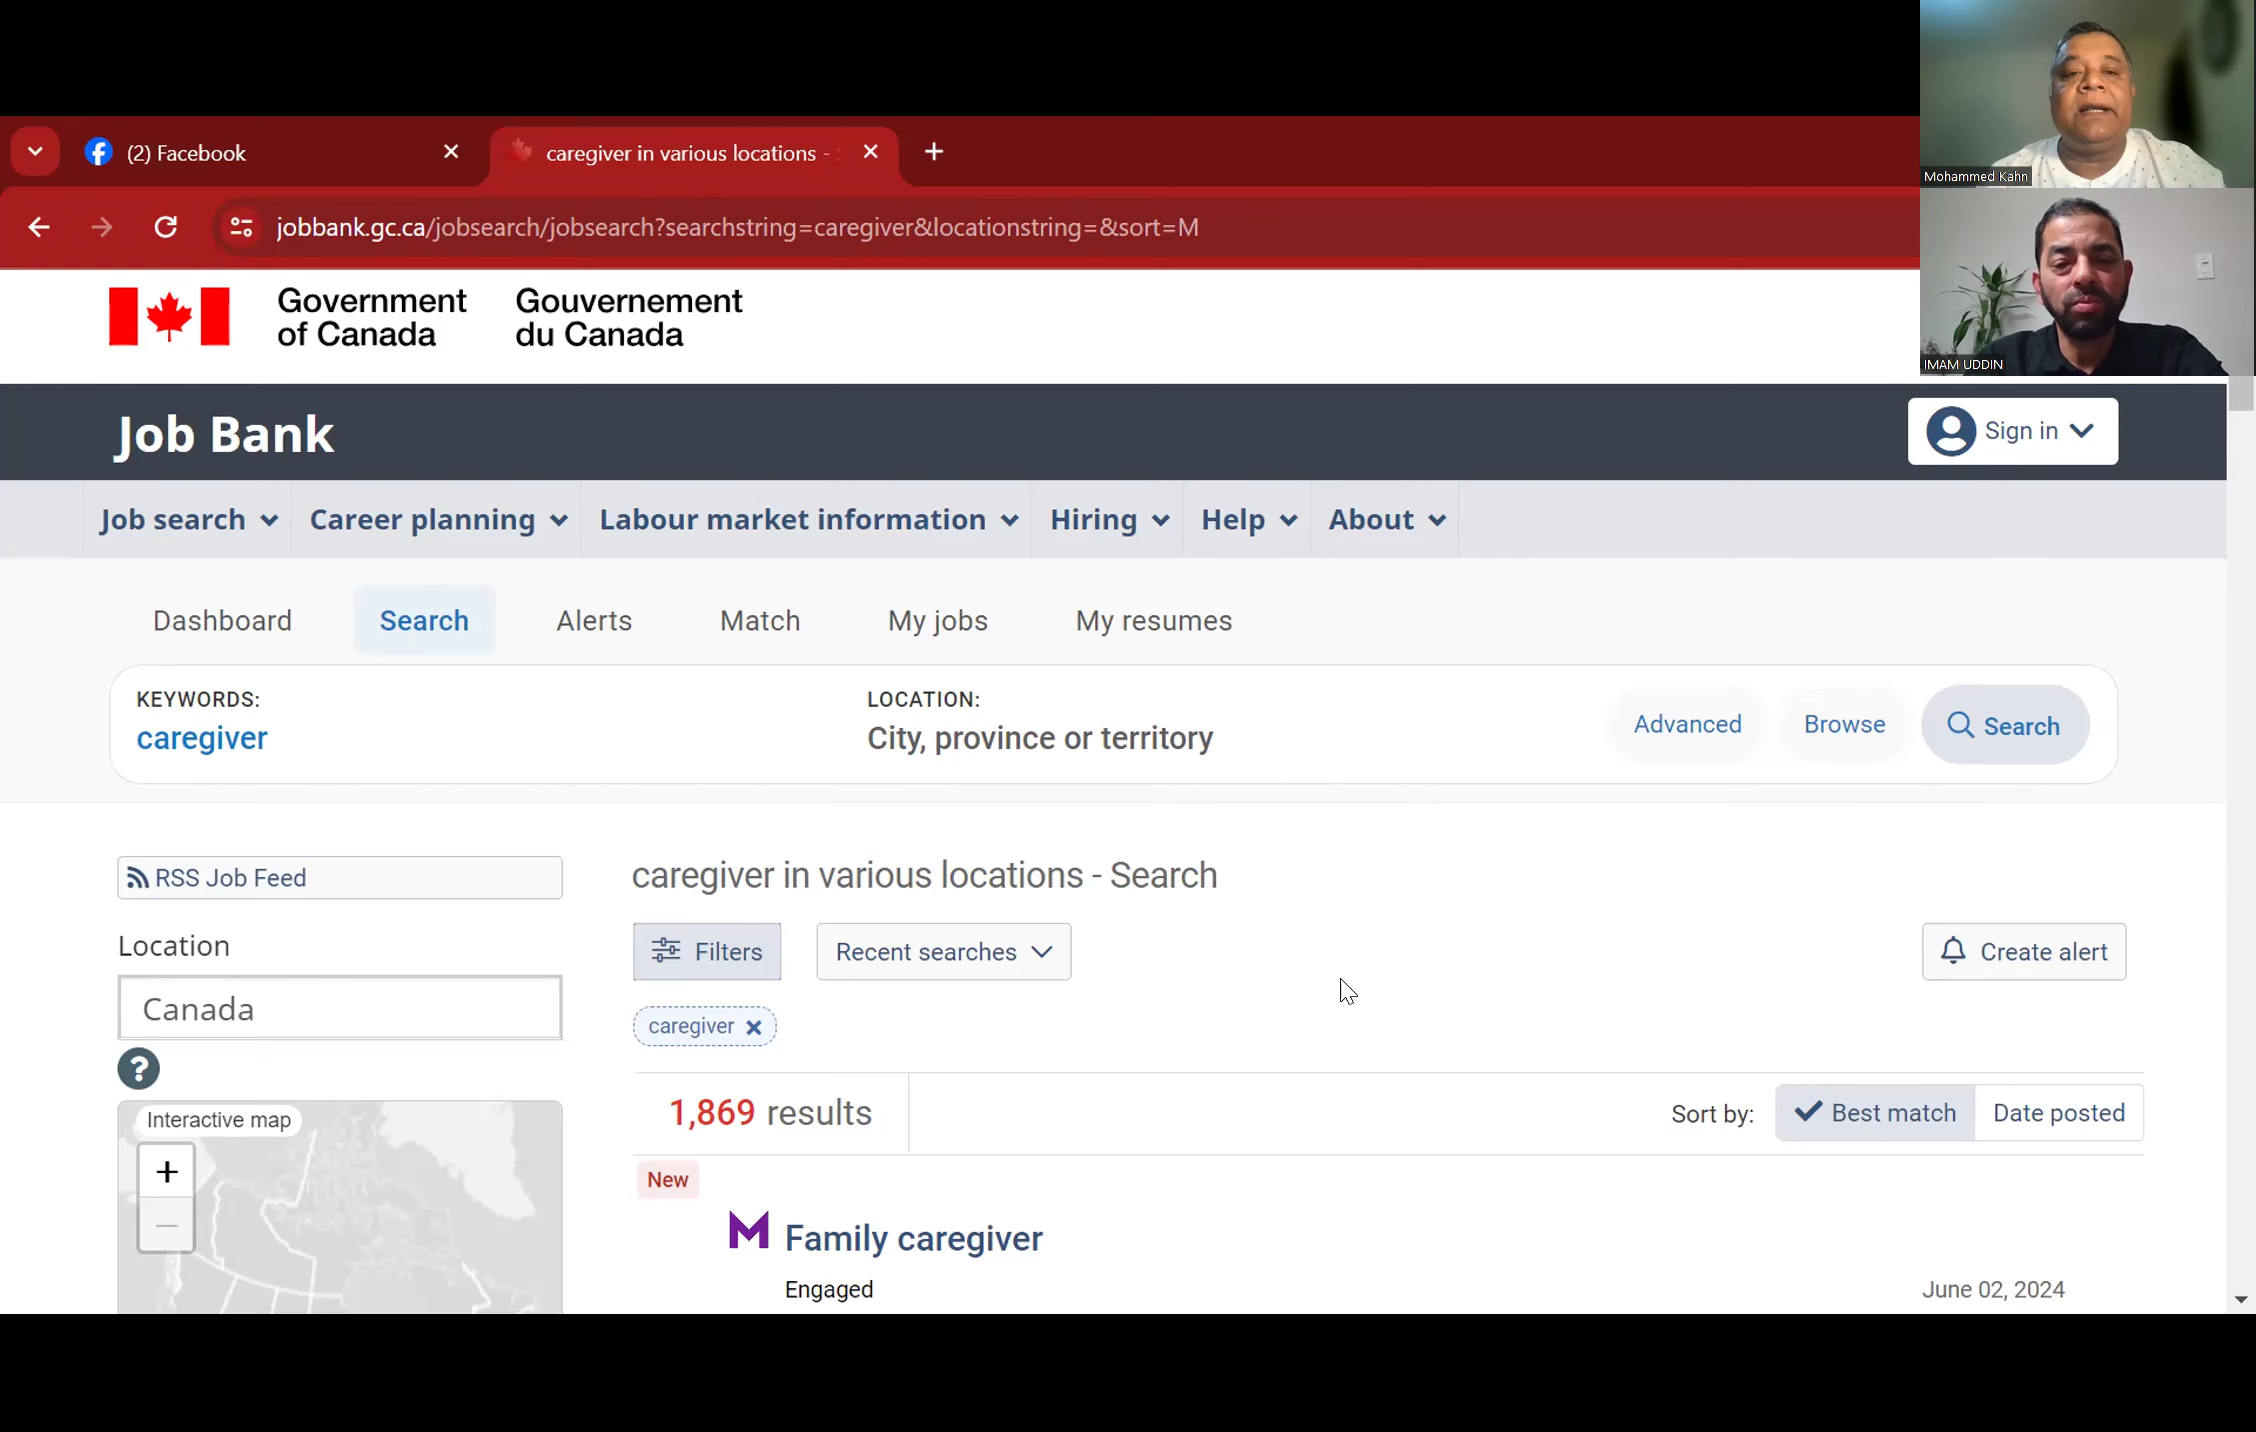 (2) Facebook
caregiver in various locations -
jobbank.gc.ca/jobsearch/jobsearch?searchstring=caregiver&locationstring=&sort=M
Mohammed Kahn
IMAM UDDIN
Government of Canada
Gouvernement du Canada
Job Bank
Sign in
Job search
Career planning
Labour market information
Hiring
Help
About
Dashboard
Search
Alerts
Match
My jobs
My resumes
KEYWORDS:
caregiver
LOCATION:
City, province or territory
Advanced
Browse
Search
RSS Job Feed
Location
Canada
?
Interactive map
+
−
caregiver in various locations - Search
Filters
Recent searches
Create alert
caregiver
1,869 results
Sort by:
Best match
Date posted
New
M
Family caregiver
Engaged
June 02, 2024